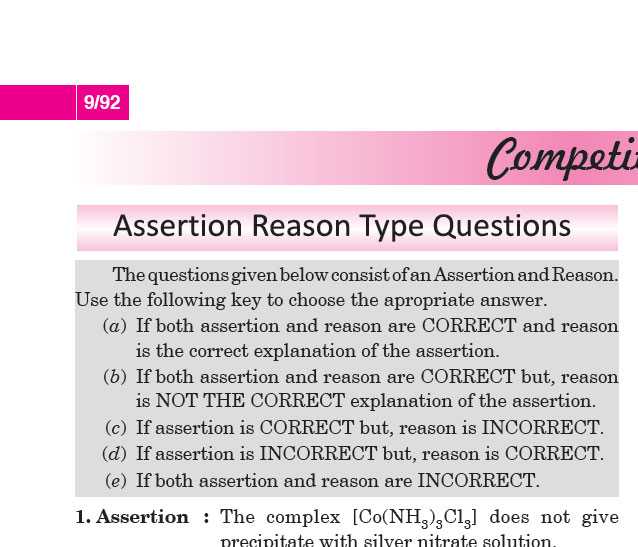 9/92
Assertion Reason Type Questions
The questions given below consist of an Assertion and Reason.
Use the following key to choose the apropriate answer.
(a) If both assertion and reason are CORRECT and reason
is the correct explanation of the assertion.
(b) If both assertion and reason are CORRECT but, reason
is NOT THE CORRECT explanation of the assertion.
(c) If assertion is CORRECT but, reason is INCORRECT.
(d) If assertion is INCORRECT but, reason is CORRECT.
(e) If both assertion and reason are INCORRECT.
1. Assertion : The complex [Co(NH₃)₃Cl₃] does not give
precipitate with silver nitrate solution.